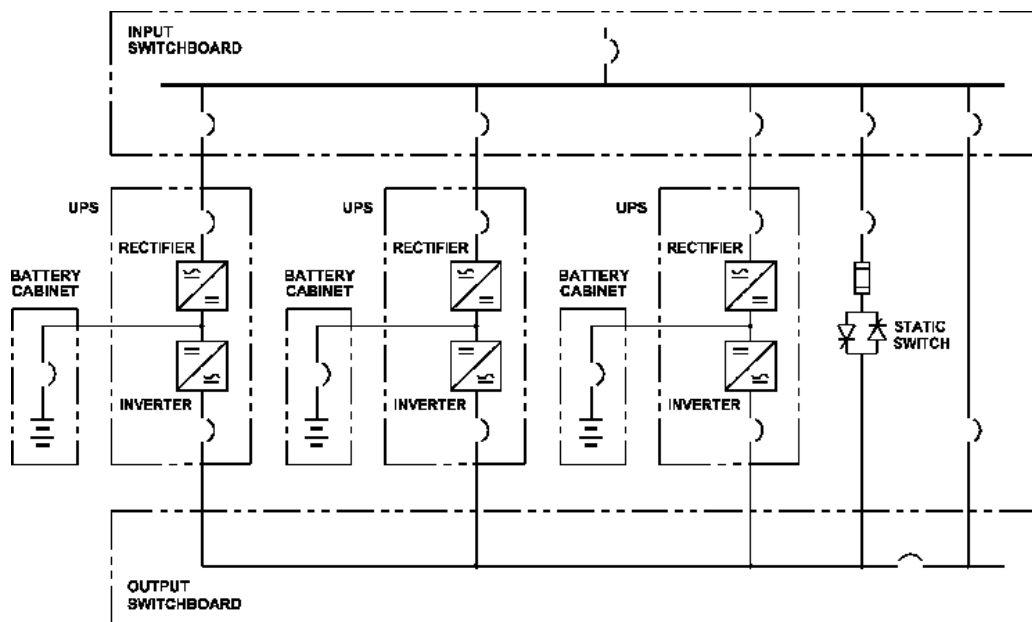 INPUT
SWITCHBOARD
UPS
UPS
UPS
RECTIFIER
RECTIFIER
RECTIFIER
BATTERY
CABINET
BATTERY
CABINET
BATTERY
CABINET
STATIC
SWITCH
INVERTER
INVERTER
INVERTER
OUTPUT
SWITCHBOARD